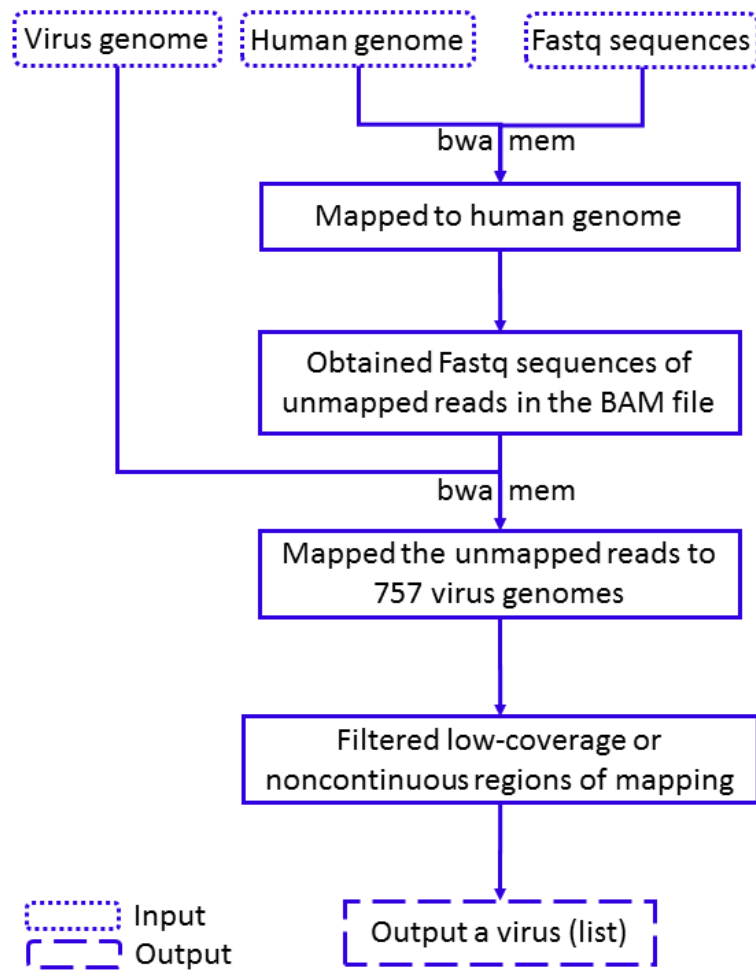 Virus genome
Human genome
Fastq sequences
bwa mem
Mapped to human genome
Obtained Fastq sequences of
unmapped reads in the BAM file
bwa mem
Mapped the unmapped reads to
757 virus genomes
Filtered low-coverage or
noncontinuous regions of mapping
Output a virus (list)
Input
Output